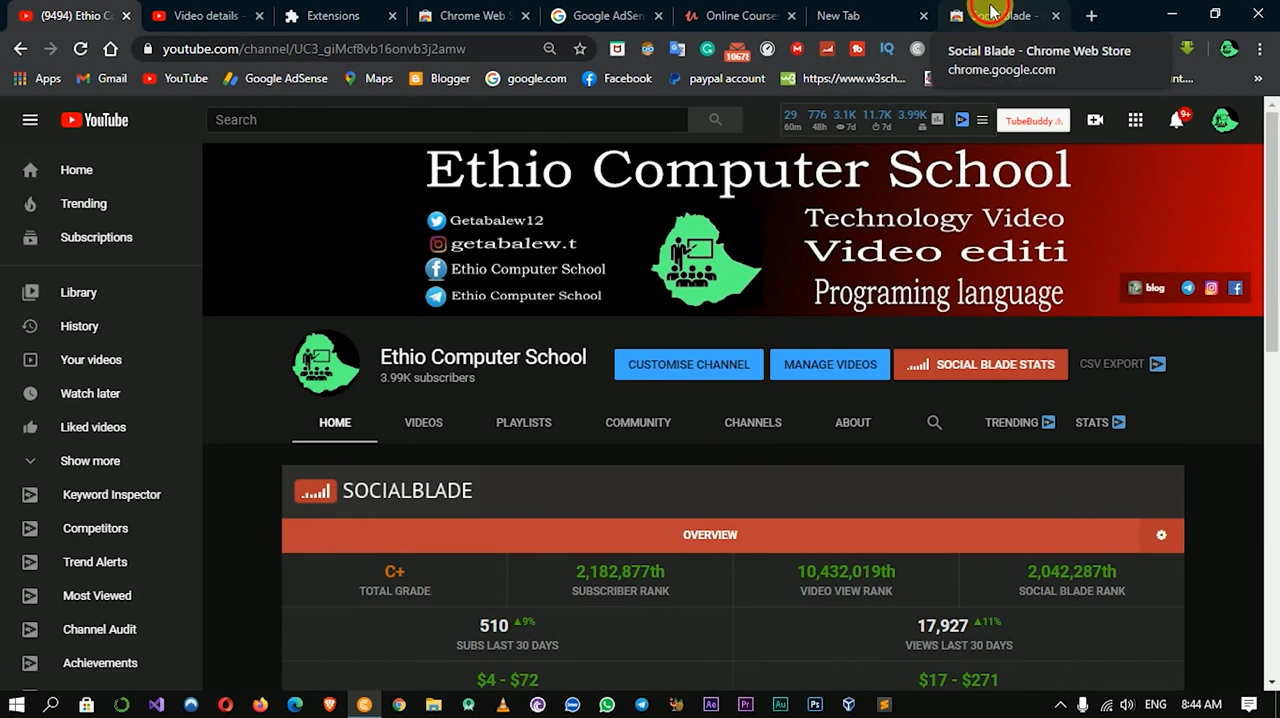 (9494) Ethio C
Video details -
Extensions
Chrome Web S
Google AdSen
Online Course
New Tab
Blade -
youtube.com/channel/UC3_giMcf8vb16onvb3j2amw
1067E
IQ
Social Blade - Chrome Web Store
chrome.google.com
Apps
Gmail
YouTube
Google AdSense
Maps
Blogger
google.com
Facebook
paypal account
https://www.w3sch...
nt...
YouTube
Search
29 776 3.1K 11.7K 3.99K
60m 48h 7d 7d
TubeBuddy
9+
Home
Trending
Subscriptions
Library
History
Your videos
Watch later
Liked videos
Show more
Keyword Inspector
Competitors
Trend Alerts
Most Viewed
Channel Audit
Achievements
Ethio Computer School
Getabalew12
getabalew.t
Ethio Computer School
Ethio Computer School
Technology Video
Video editi
Programing language
blog
Ethio Computer School
3.99K subscribers
CUSTOMISE CHANNEL
MANAGE VIDEOS
SOCIAL BLADE STATS
CSV EXPORT
HOME
VIDEOS
PLAYLISTS
COMMUNITY
CHANNELS
ABOUT
TRENDING
STATS
SOCIALBLADE
OVERVIEW
C+
TOTAL GRADE
2,182,877th
SUBSCRIBER RANK
10,432,019th
VIDEO VIEW RANK
2,042,287th
SOCIAL BLADE RANK
510 ▲9%
SUBS LAST 30 DAYS
17,927 ▲11%
VIEWS LAST 30 DAYS
$4 - $72
$17 - $271
ENG
8:44 AM